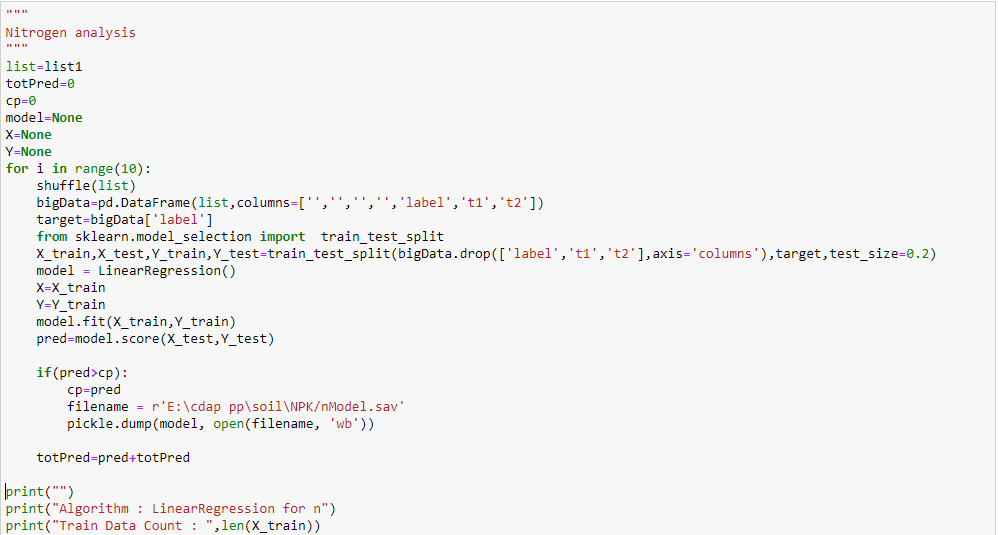 """
Nitrogen analysis
"""
list=list1
totPred=0
cp=0
model=None
X=None
Y=None
for i in range(10):
    shuffle(list)
    bigData=pd.DataFrame(list,columns=['','','','','label','t1','t2'])
    target=bigData['label']
    from sklearn.model_selection import  train_test_split
    X_train,X_test,Y_train,Y_test=train_test_split(bigData.drop(['label','t1','t2'],axis='columns'),target,test_size=0.2)
    model = LinearRegression()
    X=X_train
    Y=Y_train
    model.fit(X_train,Y_train)
    pred=model.score(X_test,Y_test)

    if(pred>cp):
        cp=pred
        filename = r'E:\cdap pp\soil\NPK/nModel.sav'
        pickle.dump(model, open(filename, 'wb'))

    totPred=pred+totPred

print("")
print("Algorithm : LinearRegression for n")
print("Train Data Count : ",len(X_train))